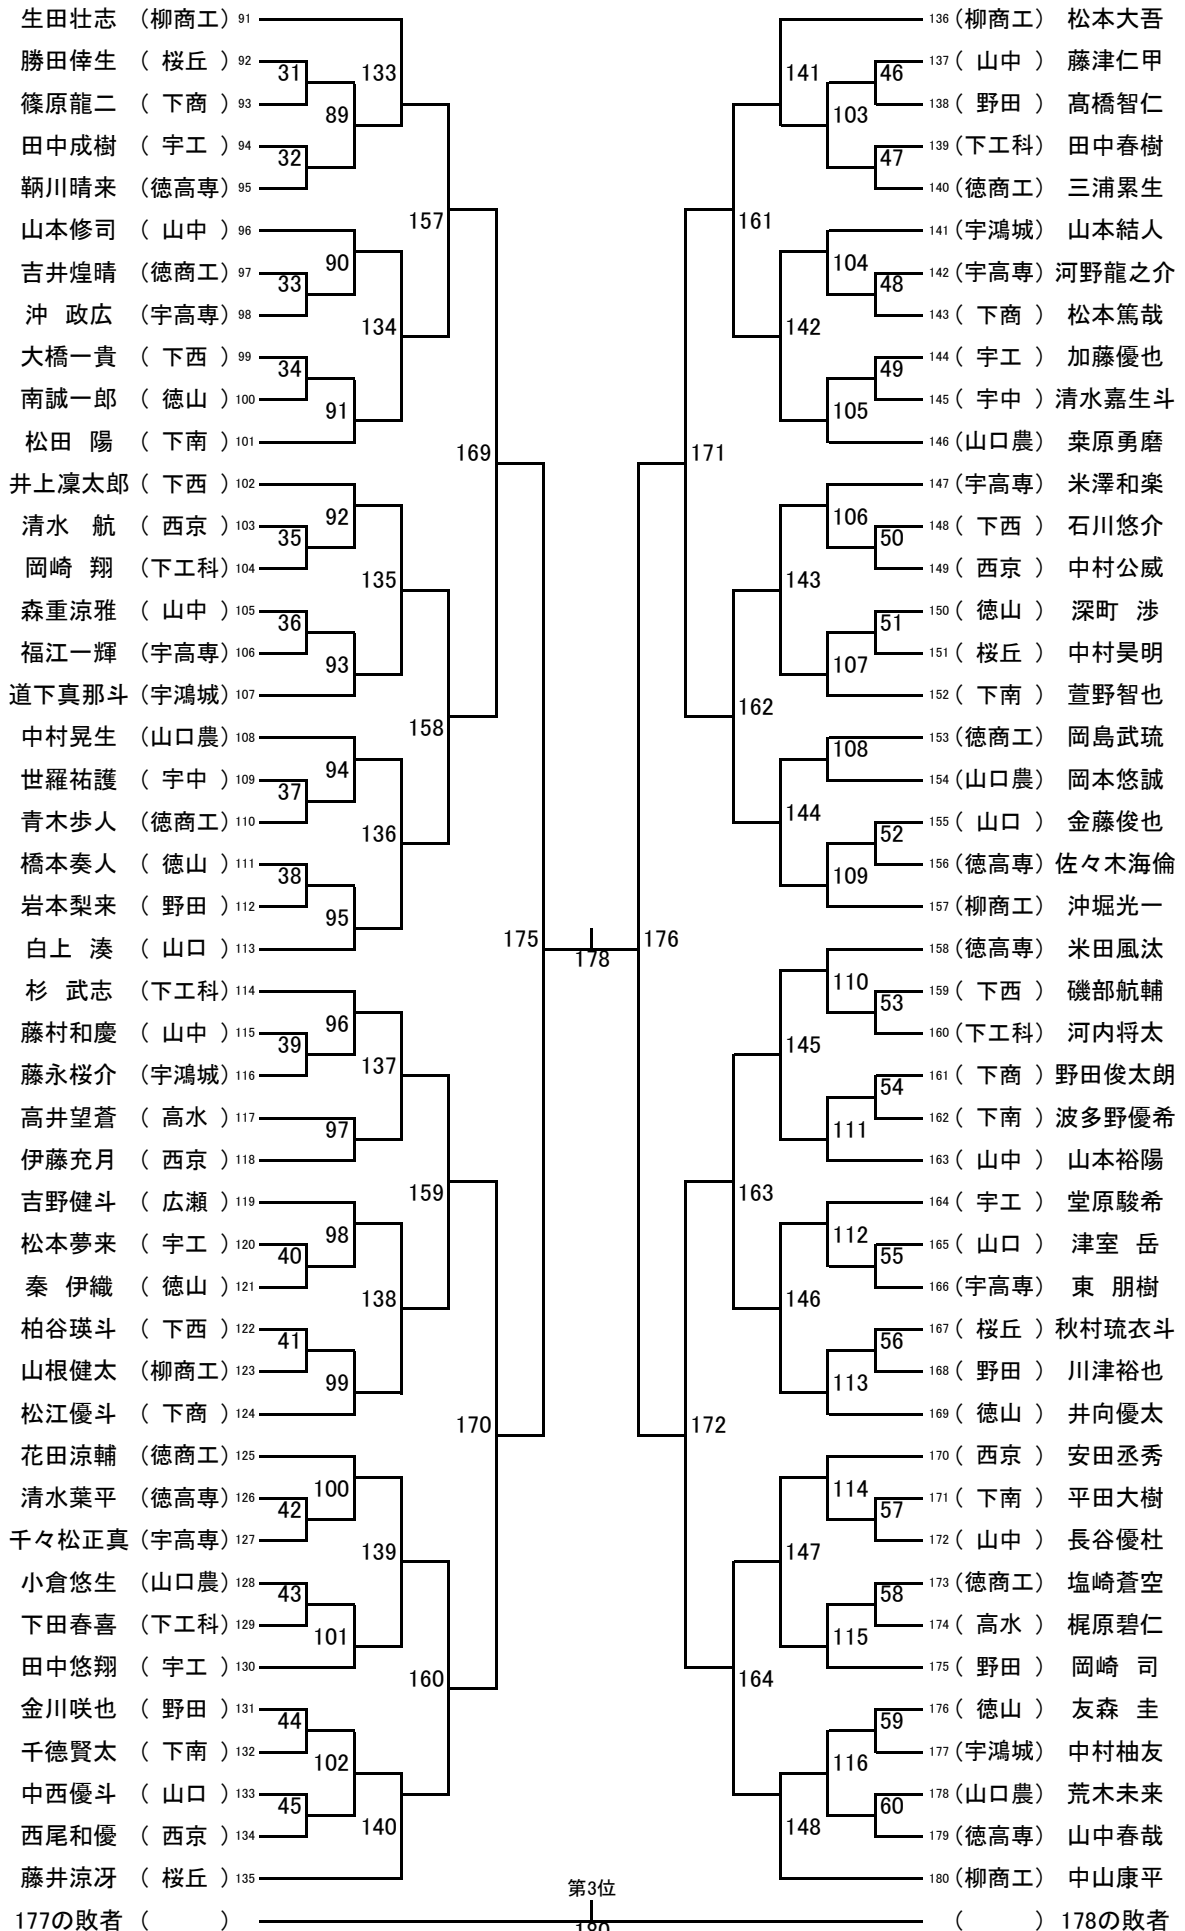 生田壮志 （柳商工） 91
勝田倖生 （ 桜丘 ） 92
篠原龍二 （ 下商 ） 93
田中成樹 （ 宇工 ） 94
鞆川晴来 （徳高専） 95
山本修司 （ 山中 ） 96
吉井煌晴 （徳商工） 97
沖 政広 （宇高専） 98
大橋一貴 （ 下西 ） 99
南誠一郎 （ 徳山 ） 100
松田 陽 （ 下南 ） 101
井上凜太郎 （ 下西 ） 102
清水 航 （ 西京 ） 103
岡崎 翔 （下工科） 104
森重涼雅 （ 山中 ） 105
福江一輝 （宇高専） 106
道下真那斗 （宇鴻城） 107
中村晃生 （山口農） 108
世羅祐護 （ 宇中 ） 109
青木歩人 （徳商工） 110
橋本奏人 （ 徳山 ） 111
岩本梨来 （ 野田 ） 112
白上 湊 （ 山口 ） 113
杉 武志 （下工科） 114
藤村和慶 （ 山中 ） 115
藤永桜介 （宇鴻城） 116
高井望蒼 （ 高水 ） 117
伊藤充月 （ 西京 ） 118
吉野健斗 （ 広瀬 ） 119
松本夢来 （ 宇工 ） 120
秦 伊織 （ 徳山 ） 121
柏谷瑛斗 （ 下西 ） 122
山根健太 （柳商工） 123
松江優斗 （ 下商 ） 124
花田涼輔 （徳商工） 125
清水葉平 （徳高専） 126
千々松正真 （宇高専） 127
小倉悠生 （山口農） 128
下田春喜 （下工科） 129
田中悠翔 （ 宇工 ） 130
金川咲也 （ 野田 ） 131
千德賢太 （ 下南 ） 132
中西優斗 （ 山口 ） 133
西尾和優 （ 西京 ） 134
藤井涼冴 （ 桜丘 ） 135
177の敗者 （ ）
31
32
33
34
35
36
37
38
39
40
41
42
43
44
45
89
90
91
92
93
94
95
96
97
98
99
100
101
102
133
134
135
136
137
138
139
140
157
158
159
160
169
170
175
178
第3位
180
176
171
172
161
162
163
164
141
142
143
144
145
146
147
148
103
104
105
106
107
108
109
110
111
112
113
114
115
116
46
47
48
49
50
51
52
53
54
55
56
57
58
59
60
136 （柳商工） 松本大吾
137 （ 山中 ） 藤津仁甲
138 （ 野田 ） 髙橋智仁
139 （下工科） 田中春樹
140 （徳商工） 三浦累生
141 （宇鴻城） 山本結人
142 （宇高専） 河野龍之介
143 （ 下商 ） 松本篤哉
144 （ 宇工 ） 加藤優也
145 （ 宇中 ） 清水嘉生斗
146 （山口農） 桒原勇磨
147 （宇高専） 米澤和楽
148 （ 下西 ） 石川悠介
149 （ 西京 ） 中村公威
150 （ 徳山 ） 深町 渉
151 （ 桜丘 ） 中村昊明
152 （ 下南 ） 萱野智也
153 （徳商工） 岡島武琉
154 （山口農） 岡本悠誠
155 （ 山口 ） 金藤俊也
156 （徳高専） 佐々木海倫
157 （柳商工） 沖堀光一
158 （徳高専） 米田風汰
159 （ 下西 ） 磯部航輔
160 （下工科） 河内将太
161 （ 下商 ） 野田俊太朗
162 （ 下南 ） 波多野優希
163 （ 山中 ） 山本裕陽
164 （ 宇工 ） 堂原駿希
165 （ 山口 ） 津室 岳
166 （宇高専） 東 朋樹
167 （ 桜丘 ） 秋村琉衣斗
168 （ 野田 ） 川津裕也
169 （ 徳山 ） 井向優太
170 （ 西京 ） 安田丞秀
171 （ 下南 ） 平田大樹
172 （ 山中 ） 長谷優杜
173 （徳商工） 塩崎蒼空
174 （ 高水 ） 梶原碧仁
175 （ 野田 ） 岡崎 司
176 （ 徳山 ） 友森 圭
177 （宇鴻城） 中村柚友
178 （山口農） 荒木未来
179 （徳高専） 山中春哉
180 （柳商工） 中山康平
（ ） 178の敗者